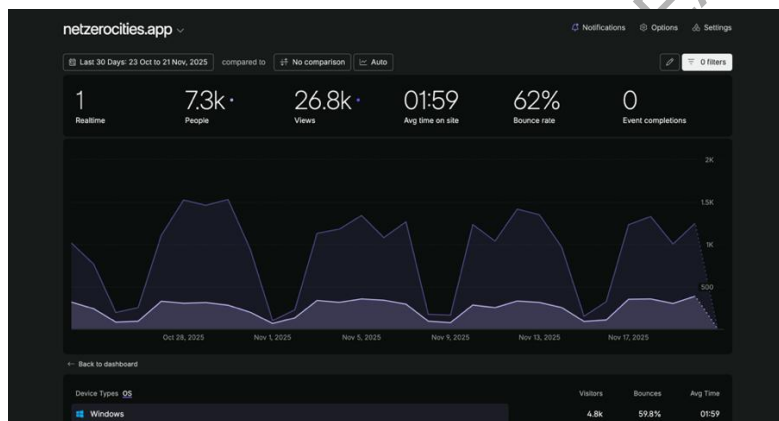 netzerocities.app
Notifications Options Settings
Last 30 Days: 23 Oct to 21 Nov, 2025 compared to No comparison Auto 0 filters
1 7.3k 26.8k 01:59 62% 0
Realtime People Views Avg time on site Bounce rate Event completions
2K
1.5K
1K
500
Oct 28, 2025 Nov 1, 2025 Nov 5, 2025 Nov 9, 2025 Nov 13, 2025 Nov 17, 2025
← Back to dashboard
Device Types OS Visitors Bounces Avg Time
Windows 4.8k 59.8% 01:59